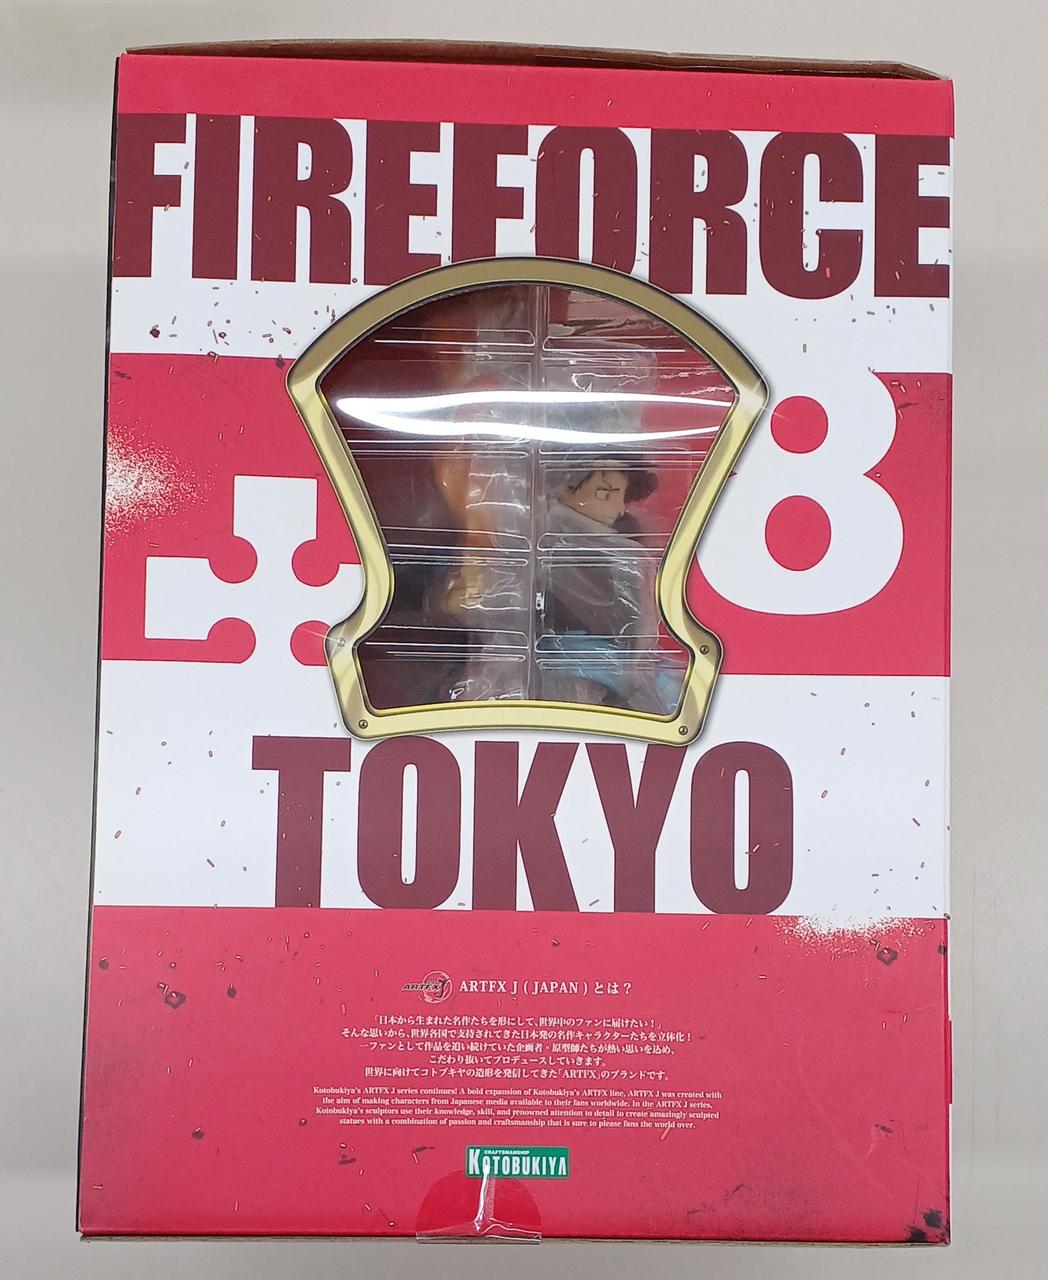 FIREFORCE
8
TOKYO
ARTFX J ARTFX J ( JAPAN ) とは？
「日本から生まれた名作たちを形にして、世界中のファンに届けたい！」
そんな思いから、世界各国で支持されてきた日本発の名作キャラクターたちを立体化！
一ファンとして作品を追い続けていた企画者・原型師たちが熱い思いを込め、
こだわり抜いてプロデュースしていきます。
世界に向けてコトブキヤの造形を発信してきた「ARTFX」のブランドです。
Kotobukiya's ARTFX J series continues! A bold expansion of Kotobukiya's ARTFX line, ARTFX J was created with
the aim of making characters from Japanese media available to their fans worldwide. In the ARTFX J series,
Kotobukiya's sculptors use their knowledge, skill, and renowned attention to detail to create amazingly sculpted
statues with a combination of passion and craftsmanship that is sure to please fans the world over.
CRAFTSMANSHIP
KOTOBUKIYA